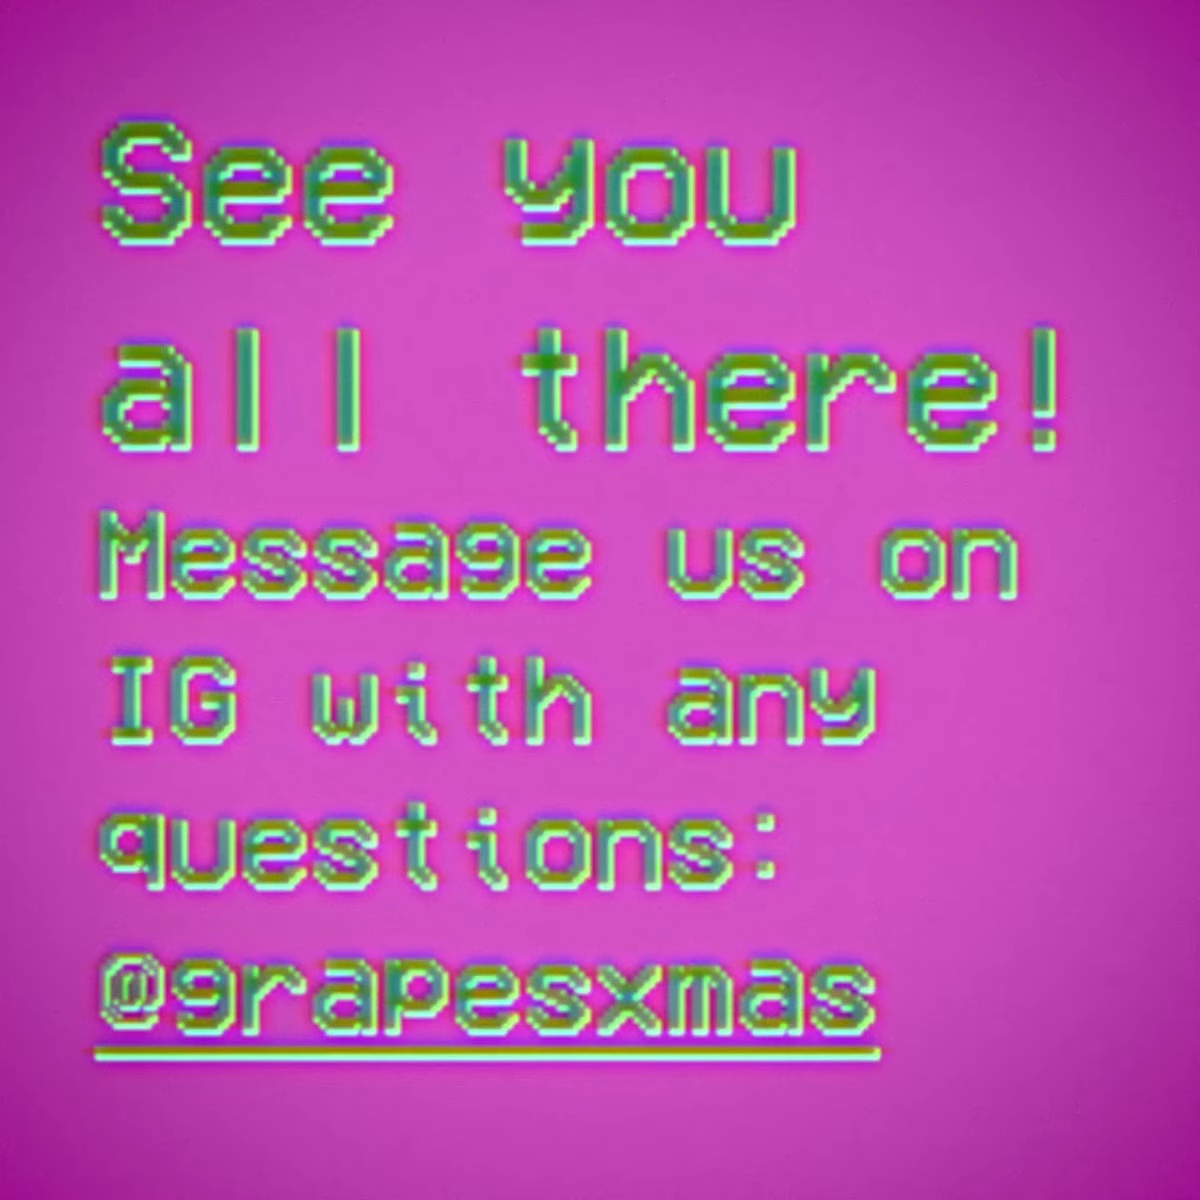 See you
all there!
Message us on
IG with any
questions:
@grapesxmas